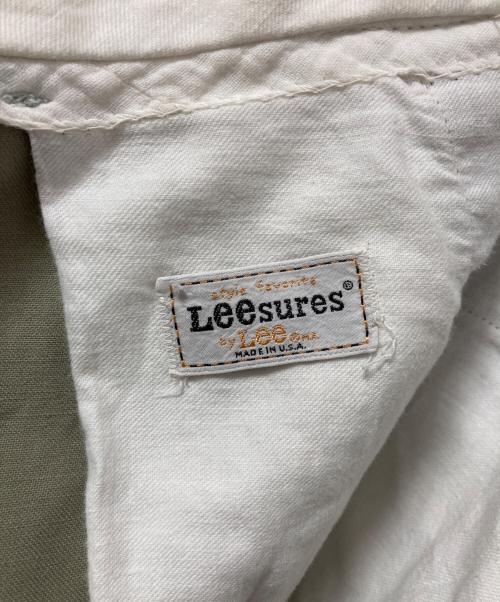 style favorite
LEEsures®
by Lee ® M.R.
MADE IN U.S.A.